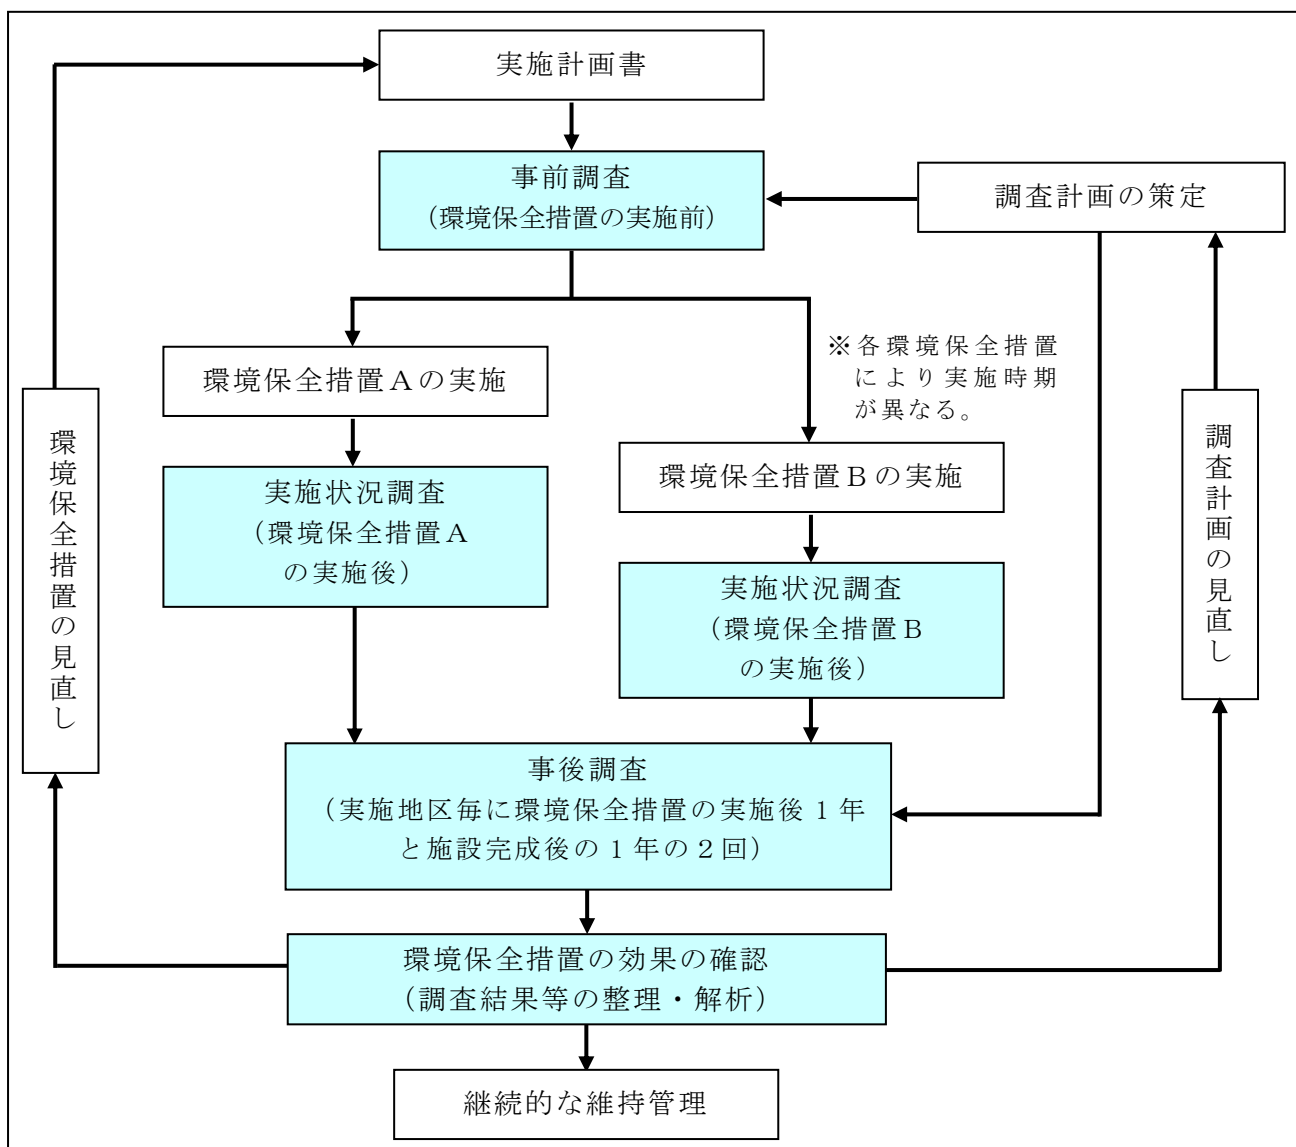 実施計画書
事前調査
（環境保全措置の実施前）
調査計画の策定
環境保全措置Ａの実施
※各環境保全措置
により実施時期
が異なる。
環境保全措置の見直し
実施状況調査
（環境保全措置Ａ
の実施後）
環境保全措置Ｂの実施
調査計画の見直し
実施状況調査
（環境保全措置Ｂ
の実施後）
事後調査
（実施地区毎に環境保全措置の実施後１年
と施設完成後の１年の２回）
環境保全措置の効果の確認
（調査結果等の整理・解析）
継続的な維持管理